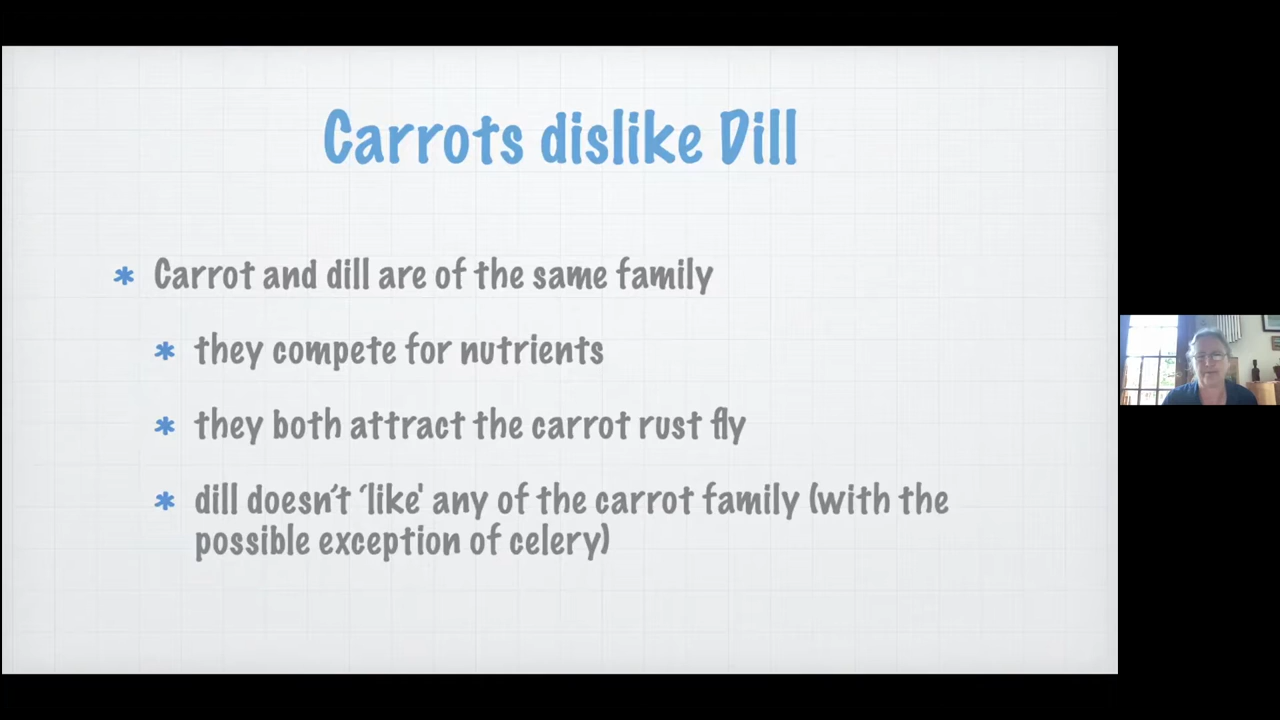 Carrots dislike Dill
* Carrot and dill are of the same family
* they compete for nutrients
* they both attract the carrot rust fly
* dill doesn’t ‘like' any of the carrot family (with the
possible exception of celery)